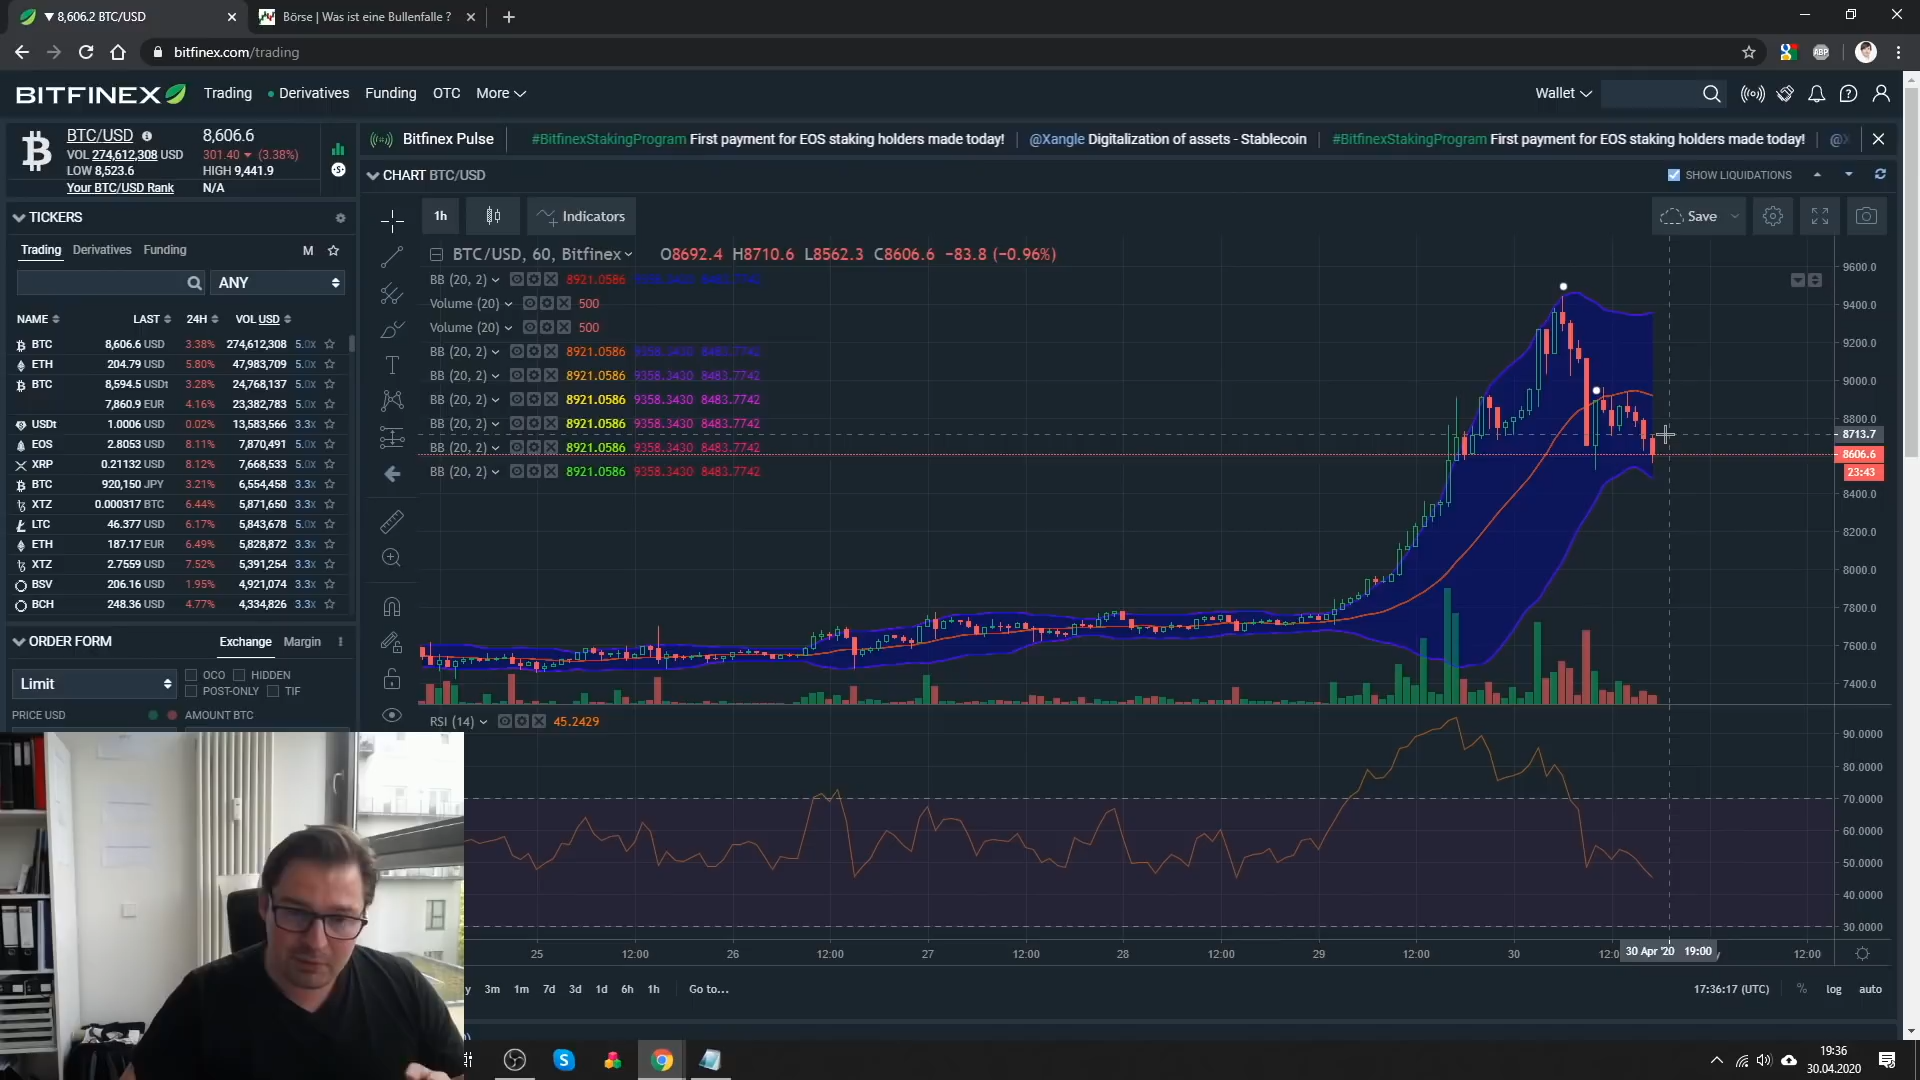 8,606.2 BTC/USD
Börse | Was ist eine Bullenfalle ?
bitfinex.com/trading
ABP
BITFINEX
Trading
Derivatives
Funding
OTC
More
Wallet
BTC/USD
8,606.6
VOL 274,612,308 USD
301.40 (3.38%)
LOW 8,523.6
HIGH 9,441.9
Your BTC/USD Rank
N/A
Bitfinex Pulse
#BitfinexStakingProgram First payment for EOS staking holders made today!
@Xangle Digitalization of assets - Stablecoin
#BitfinexStakingProgram First payment for EOS staking holders made today!
CHART BTC/USD
SHOW LIQUIDATIONS
TICKERS
Trading
Derivatives
Funding
M
ANY
NAME LAST 24H VOL USD
BTC 8,606.6 USD 3.38% 274,612,308 5.0x
ETH 204.79 USD 5.80% 47,983,709 5.0x
BTC 8,594.5 USDt 3.28% 24,768,137 5.0x
7,860.9 EUR 4.16% 23,382,783 5.0x
USDt 1.0006 USD 0.02% 13,583,566 3.3x
EOS 2.8053 USD 8.11% 7,870,491 5.0x
XRP 0.21132 USD 8.12% 7,668,533 5.0x
BTC 920,150 JPY 3.21% 6,554,458 3.3x
XTZ 0.000317 BTC 6.44% 5,871,650 3.3x
LTC 46.377 USD 6.17% 5,843,678 5.0x
ETH 187.17 EUR 6.49% 5,828,872 3.3x
XTZ 2.7559 USD 7.52% 5,391,254 3.3x
BSV 206.16 USD 1.95% 4,921,074 3.3x
BCH 248.36 USD 4.77% 4,334,826 3.3x
ORDER FORM
Exchange
Margin
Limit
OCO
HIDDEN
POST-ONLY
TIF
PRICE USD
AMOUNT BTC
1h
Indicators
Save
BTC/USD, 60, Bitfinex O8692.4 H8710.6 L8562.3 C8606.6 −83.8 (−0.96%)
BB (20, 2) 8921.0586 9358.3430 8483.7742
Volume (20) 500
Volume (20) 500
BB (20, 2) 8921.0586 9358.3430 8483.7742
BB (20, 2) 8921.0586 9358.3430 8483.7742
BB (20, 2) 8921.0586 9358.3430 8483.7742
BB (20, 2) 8921.0586 9358.3430 8483.7742
BB (20, 2) 8921.0586 9358.3430 8483.7742
BB (20, 2) 8921.0586 9358.3430 8483.7742
9600.0
9400.0
9200.0
9000.0
8800.0
8713.7
8606.6
23:43
8400.0
8200.0
8000.0
7800.0
7600.0
7400.0
RSI (14) 45.2429
90.0000
80.0000
70.0000
60.0000
50.0000
40.0000
30.0000
25
12:00
26
12:00
27
12:00
28
12:00
29
12:00
30
30 Apr '20 19:00
12:00
3m
1m
7d
3d
1d
6h
1h
Go to...
17:36:17 (UTC)
%
log
auto
19:36
30.04.2020